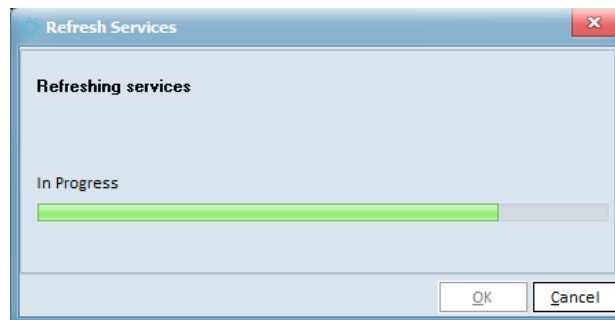 Refresh Services
Refreshing services
In Progress
OK
Cancel